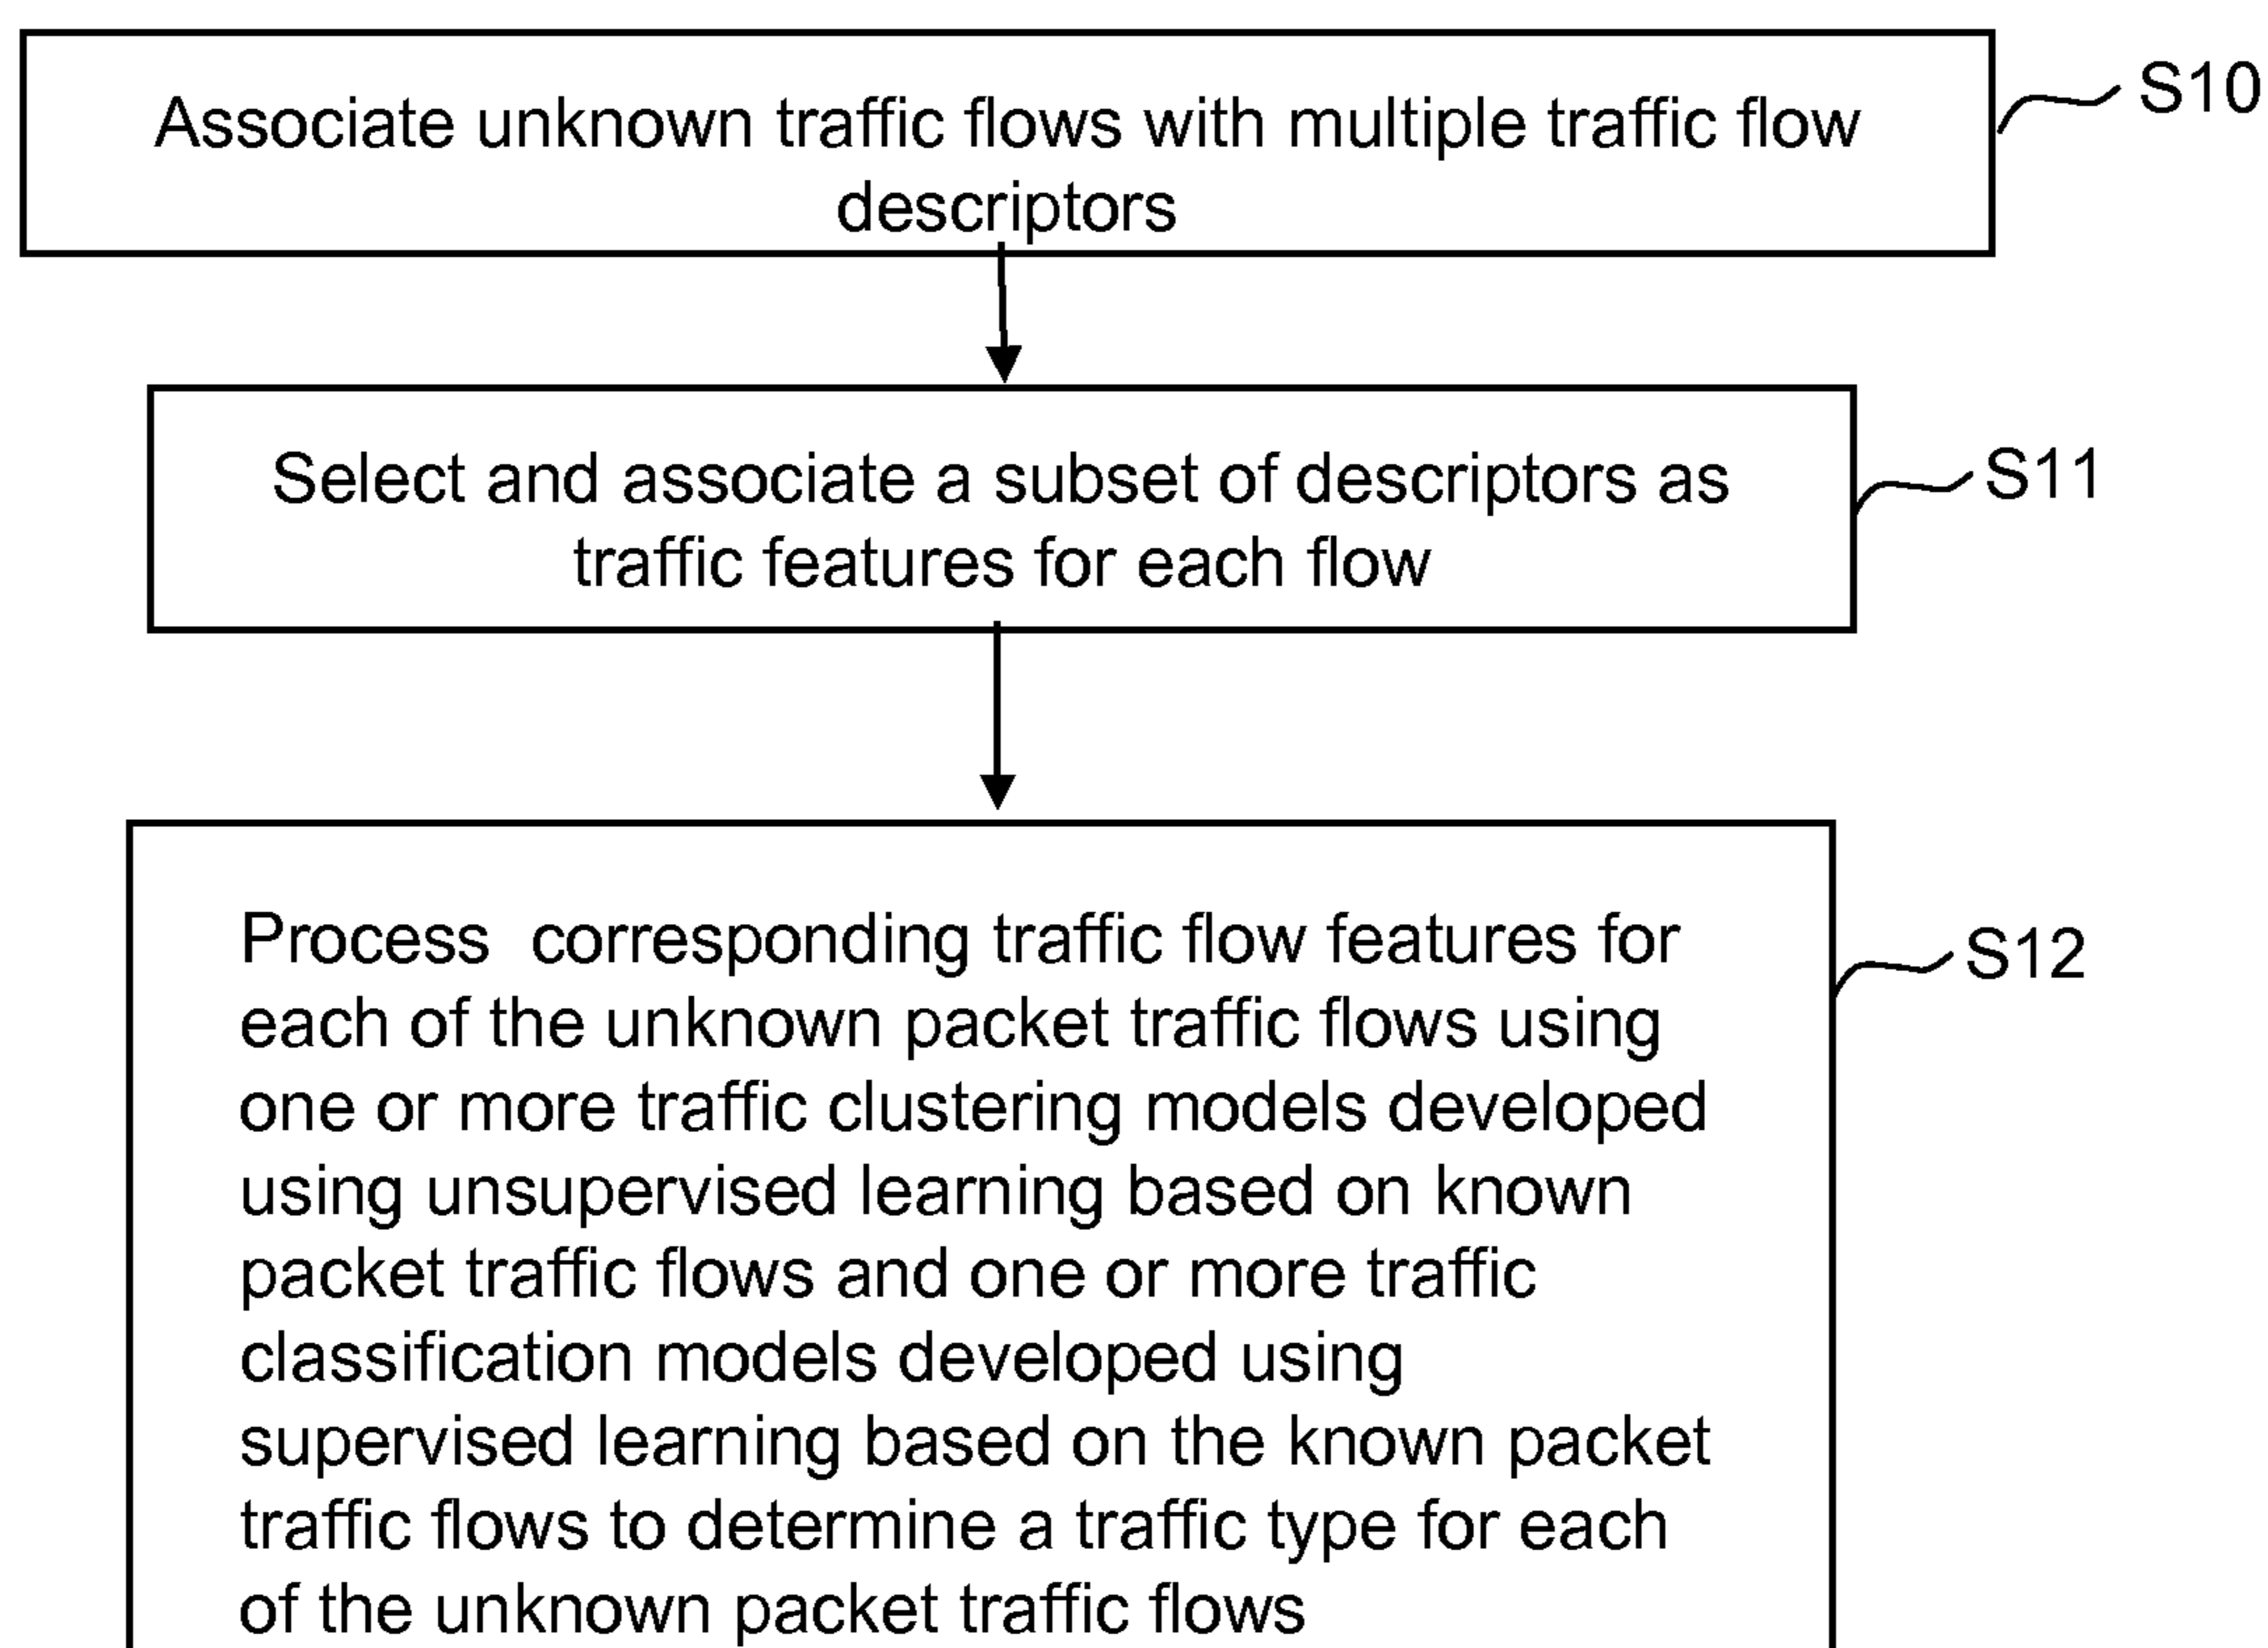 Associate unknown traffic flows with multiple traffic flow
descriptors
S10
Select and associate a subset of descriptors as
traffic features for each flow
S11
Process corresponding traffic flow features for
each of the unknown packet traffic flows using
one or more traffic clustering models developed
using unsupervised learning based on known
packet traffic flows and one or more traffic
classification models developed using
supervised learning based on the known packet
traffic flows to determine a traffic type for each
of the unknown packet traffic flows
S12